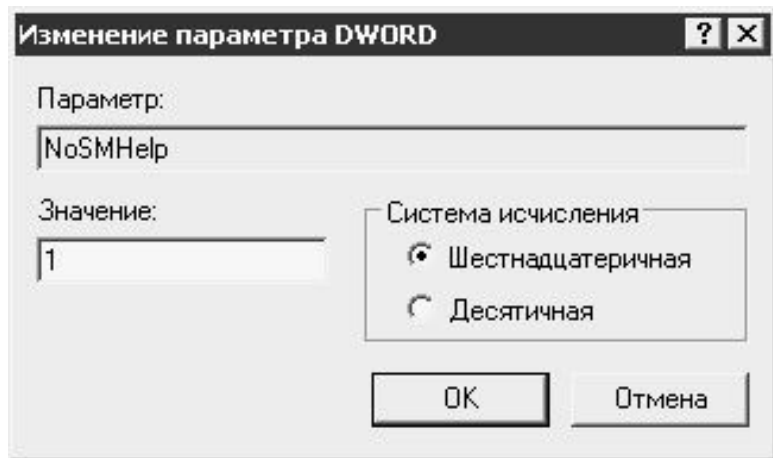 Изменение параметра DWORD
Параметр:
NoSMHelp
Значение:
1
Система исчисления
Шестнадцатеричная
Десятичная
OK
Отмена